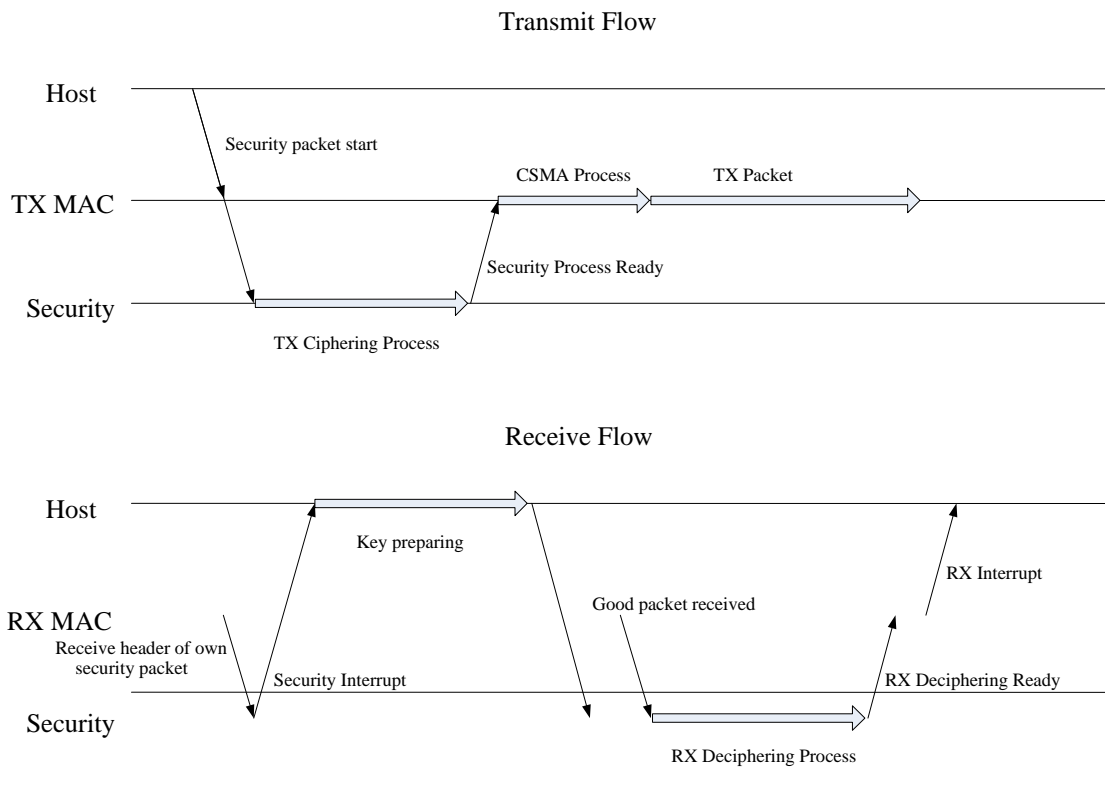 Transmit Flow
Host
Security packet start
CSMA Process
TX Packet
TX MAC
Security Process Ready
Security
TX Ciphering Process
Receive Flow
Host
Key preparing
Good packet received
RX Interrupt
RX MAC
Receive header of own
security packet
Security Interrupt
RX Deciphering Ready
Security
RX Deciphering Process